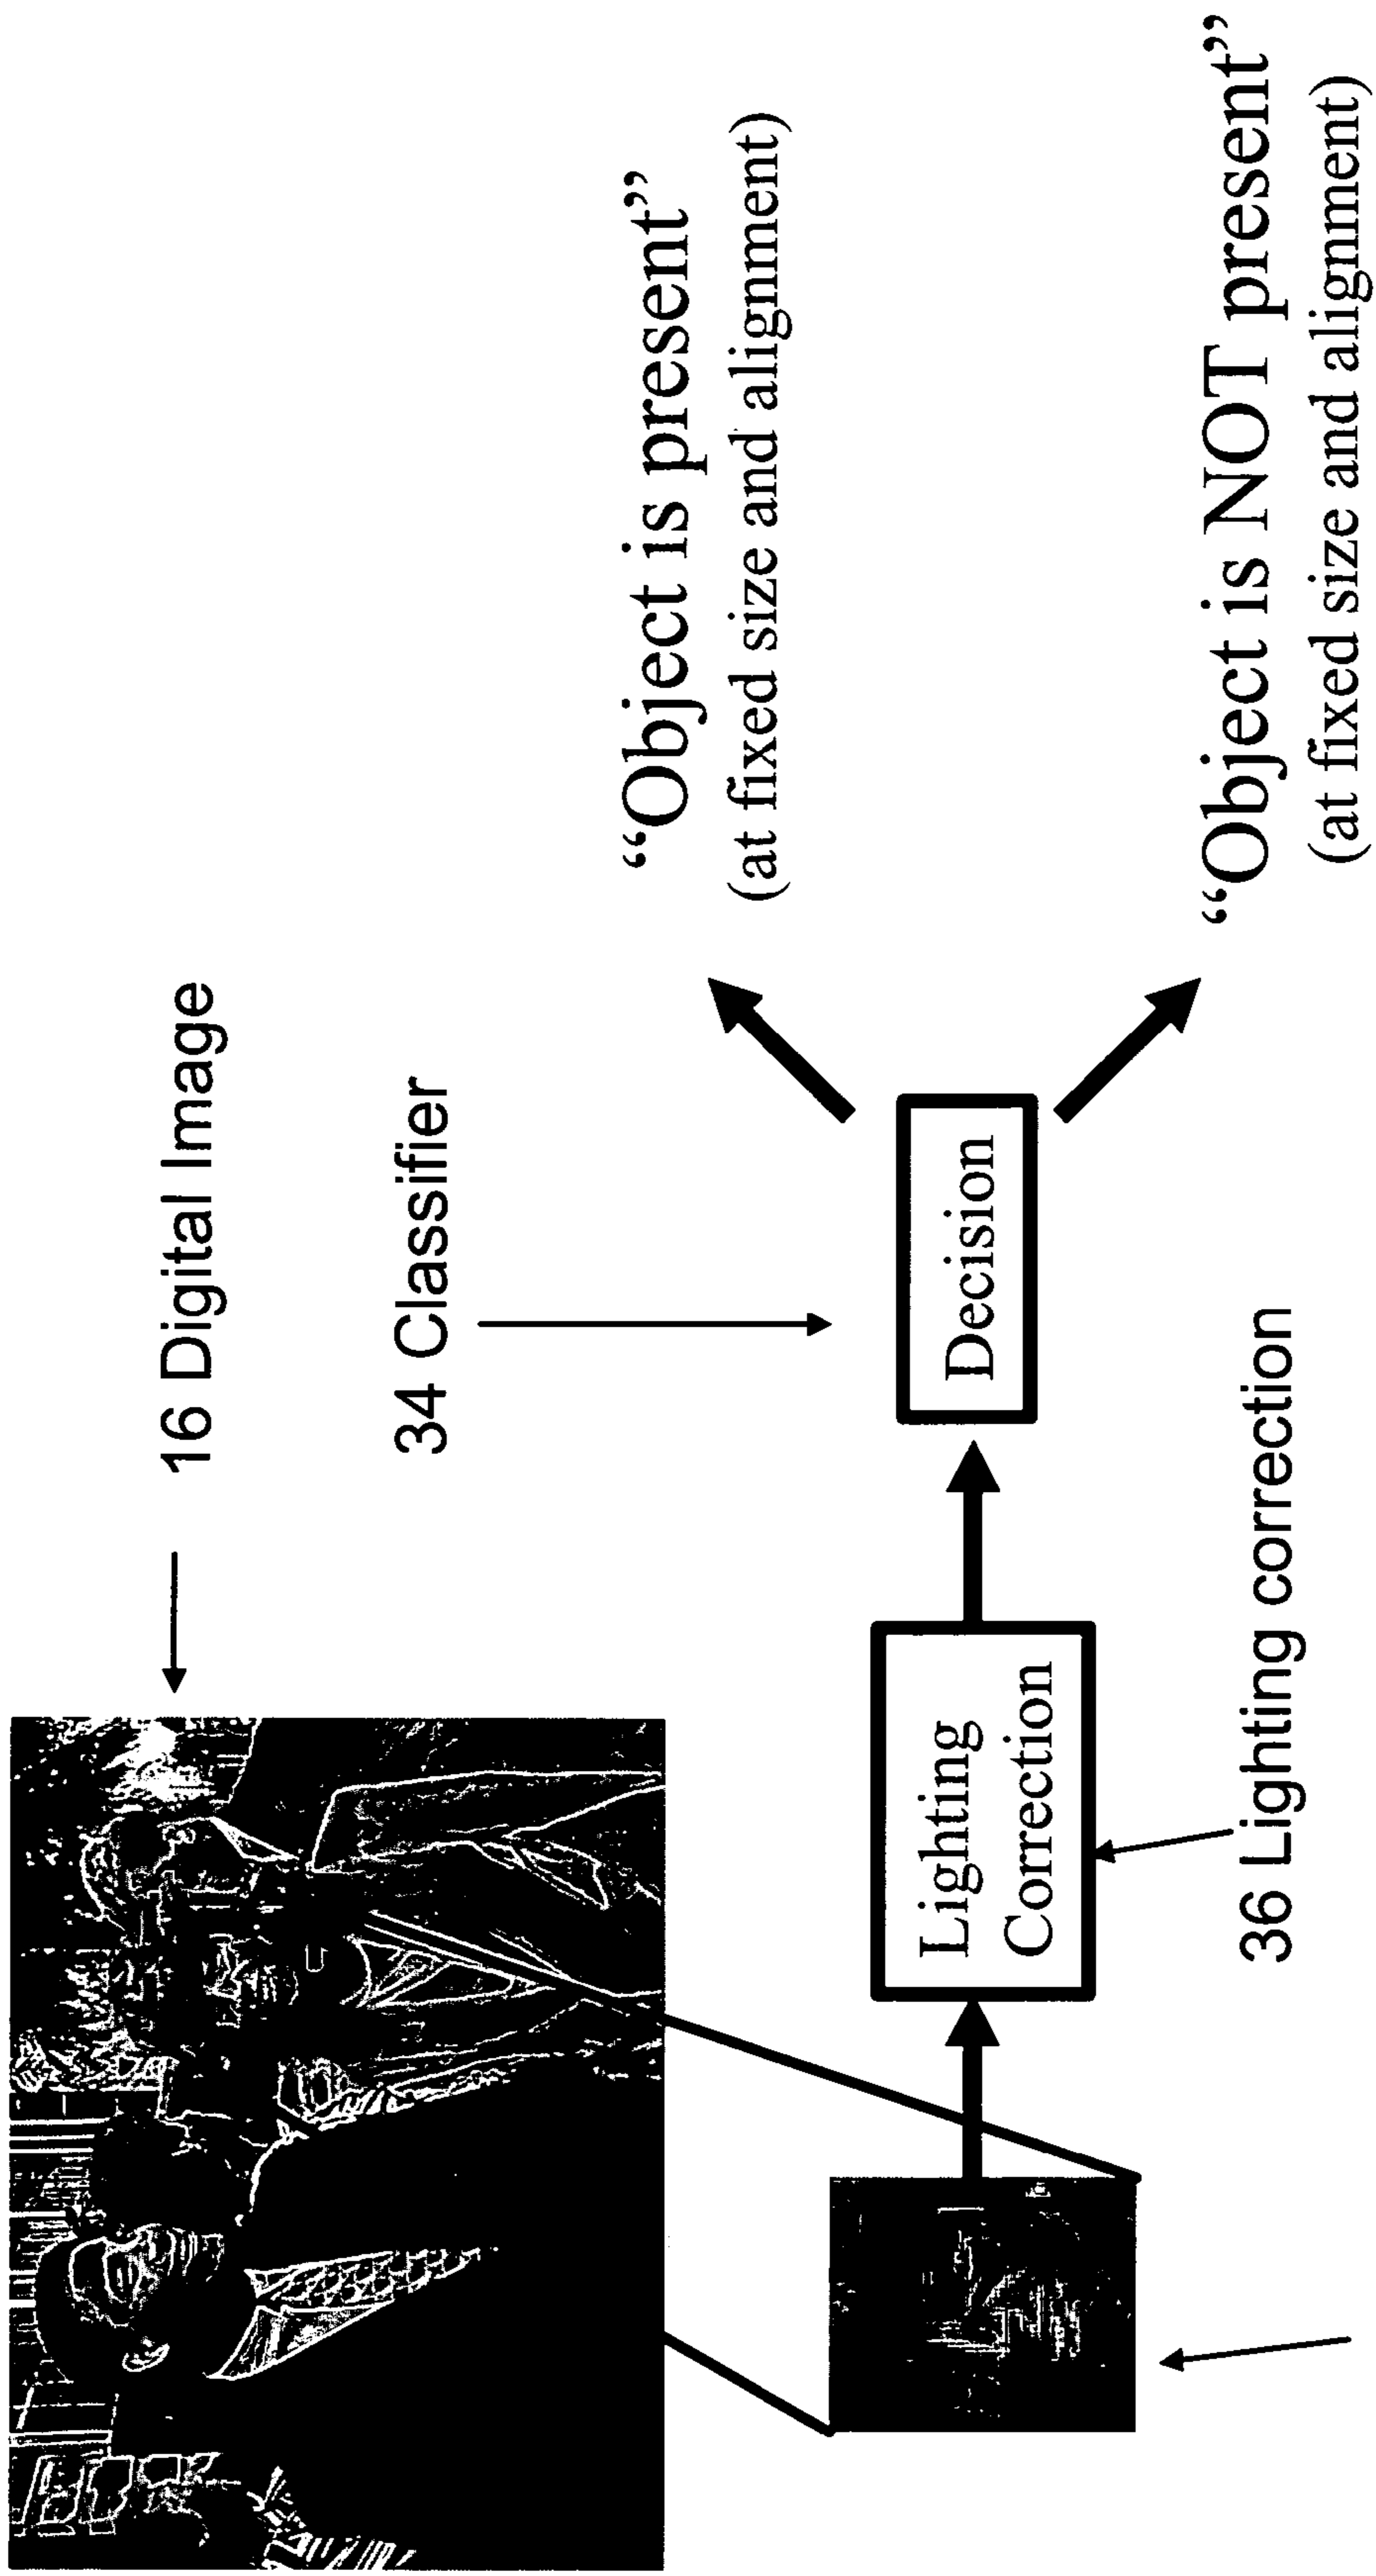 16 Digital Image
34 Classifier
“Object is present”
(at fixed size and alignment)
Lighting
Correction
Decision
36 Lighting correction
“Object is NOT present”
(at fixed size and alignment)